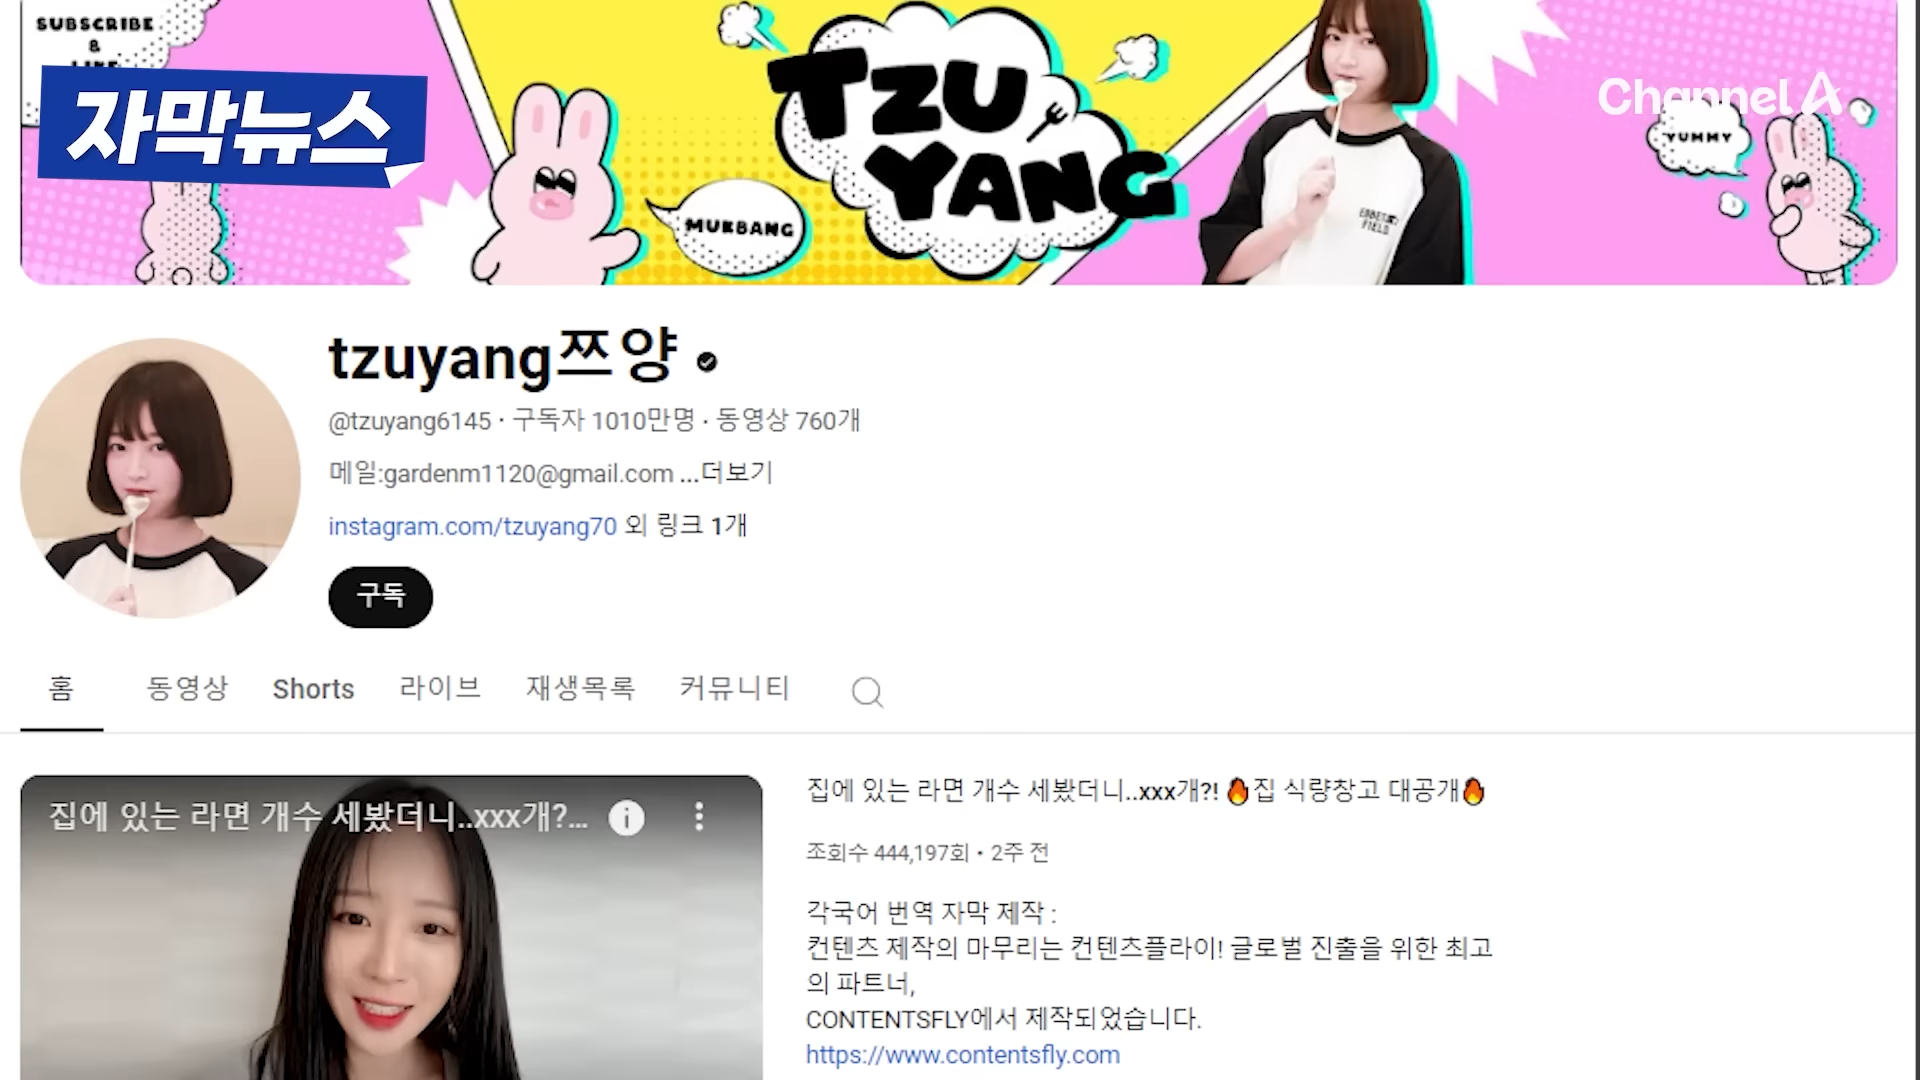 SUBSCRIBE
&
LIKE
자막뉴스
MUKBANG
TZU
YANG
EBBETS
FIELD
Channel A
YUMMY
tzuyang쯔양
@tzuyang6145 · 구독자 1010만명 · 동영상 760개
메일:gardenm1120@gmail.com ...더보기
instagram.com/tzuyang70 외 링크 1개
구독
홈 동영상 Shorts 라이브 재생목록 커뮤니티
집에 있는 라면 개수 세봤더니..xxx개?...
집에 있는 라면 개수 세봤더니..xxx개?! 🔥집 식량창고 대공개🔥
조회수 444,197회 • 2주 전
각국어 번역 자막 제작 :
컨텐츠 제작의 마무리는 컨텐츠플라이! 글로벌 진출을 위한 최고
의 파트너,
CONTENTSFLY에서 제작되었습니다.
https://www.contentsfly.com